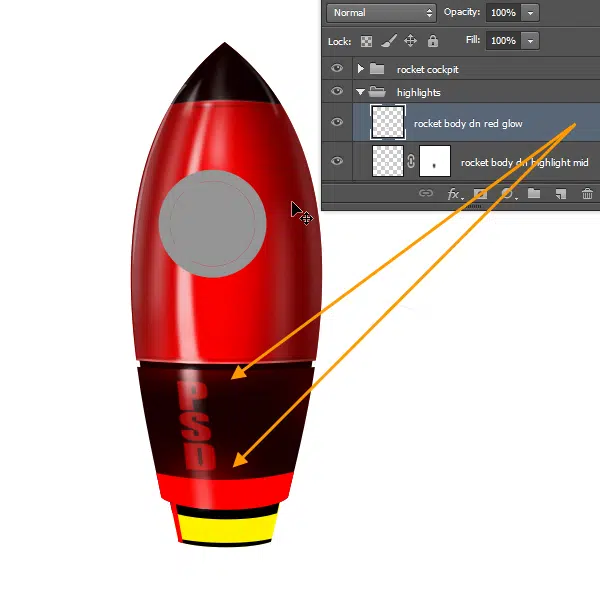 Normal Opacity: 100%
Lock: Fill: 100%
rocket cockpit
highlights
rocket body dn red glow
rocket body dn highlight mid
fx
PSD